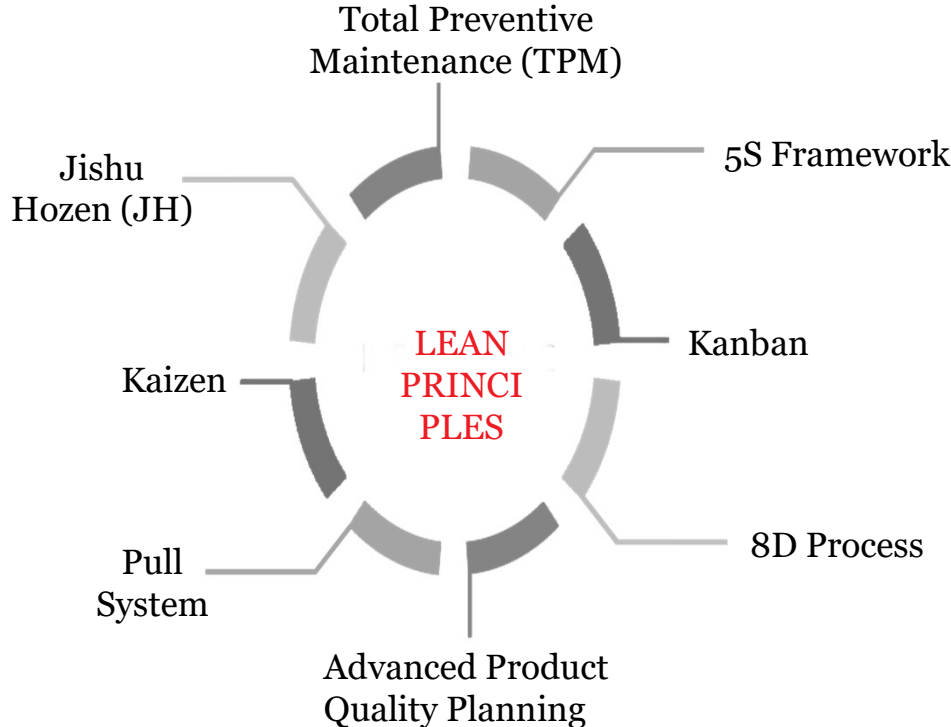 Total Preventive
Maintenance (TPM)
5S Framework
Jishu
Hozen (JH)
Kanban
LEAN
PRINCI
PLES
Kaizen
8D Process
Pull
System
Advanced Product
Quality Planning